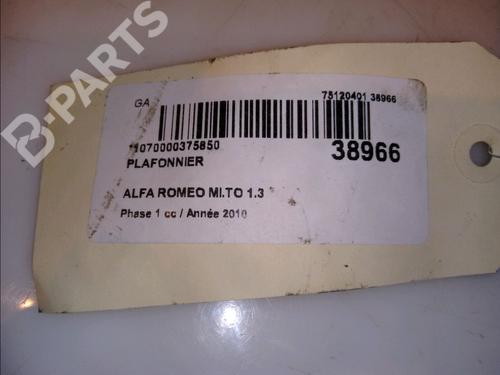 B-PARTS
GA
75120401 38966
*1070000375850
38966
PLAFONNIER
ALFA ROMEO MI.TO 1.3
Phase 1 cc / Année 2010